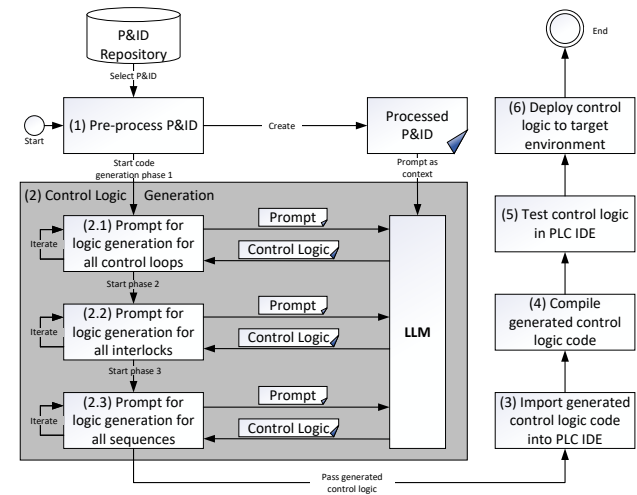 P&ID
Repository
Select P&ID
Start
(1) Pre-process P&ID
Create
Processed
P&ID
Start code
generation phase 1
Prompt as
context
(2) Control Logic Generation
(2.1) Prompt for
logic generation for
all control loops
Iterate
Prompt
Control Logic
Start phase 2
(2.2) Prompt for
logic generation for
all interlocks
Iterate
Prompt
Control Logic
Start phase 3
(2.3) Prompt for
logic generation for
all sequences
Iterate
Prompt
Control Logic
LLM
Pass generated
control logic
(3) Import generated
control logic code
into PLC IDE
(4) Compile
generated control
logic code
(5) Test control logic
in PLC IDE
(6) Deploy control
logic to target
environment
End